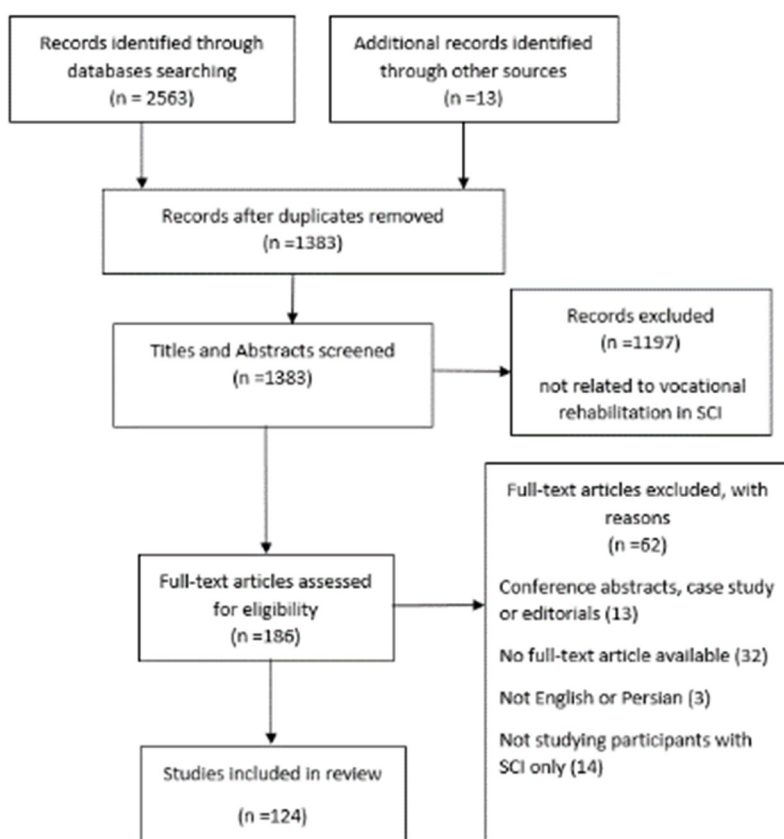 Records identified through
databases searching
(n = 2563)
Additional records identified
through other sources
(n =13)
Records after duplicates removed
(n =1383)
Titles and Abstracts screened
(n =1383)
Records excluded
(n =1197)
not related to vocational
rehabilitation in SCI
Full-text articles assessed
for eligibility
(n =186)
Full-text articles excluded, with
reasons
(n =62)
Conference abstracts, case study
or editorials (13)
No full-text article available (32)
Not English or Persian (3)
Not studying participants with
SCI only (14)
Studies included in review
(n =124)